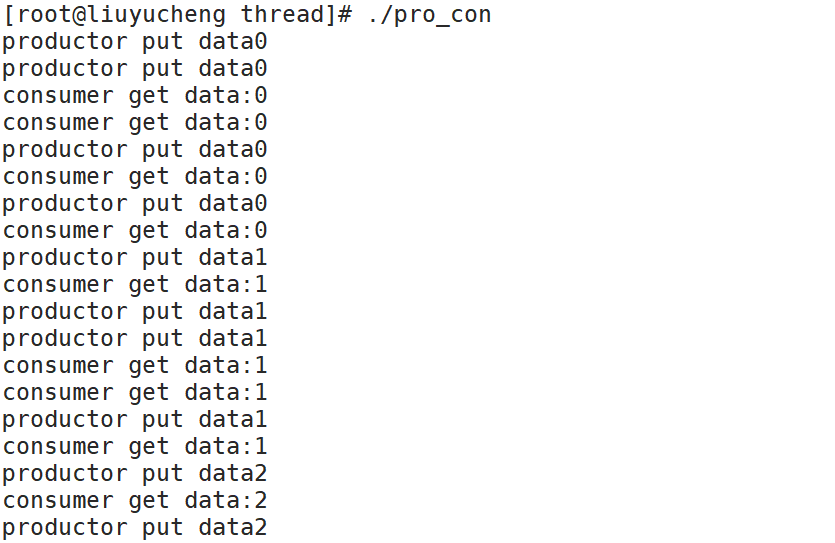 [root@liuyucheng thread]# ./pro_con
productor put data0
productor put data0
consumer get data:0
consumer get data:0
productor put data0
consumer get data:0
productor put data0
consumer get data:0
productor put data1
consumer get data:1
productor put data1
productor put data1
consumer get data:1
consumer get data:1
productor put data1
consumer get data:1
productor put data2
consumer get data:2
productor put data2